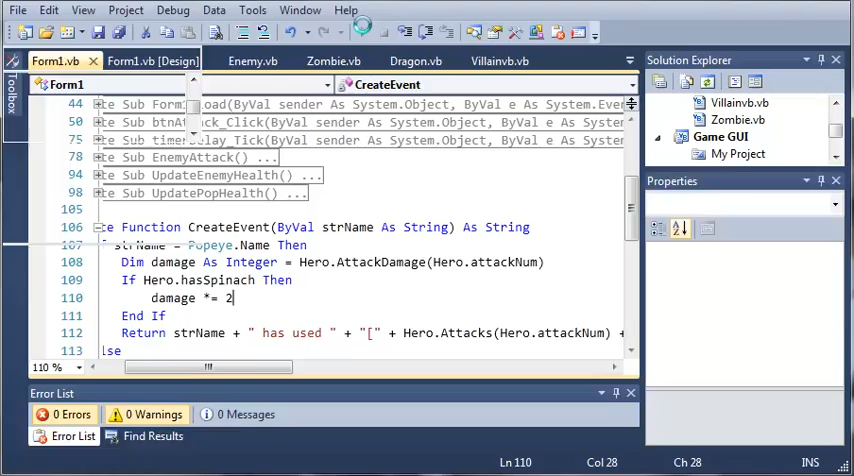 File Edit View Project Debug Data Tools Window Help
Form1.vb Form1.vb [Design] Enemy.vb Zombie.vb Dragon.vb Villainvb.vb
Toolbox
Form1 CreateEvent
44 te Sub Form1_Load(ByVal sender As System.Object, ByVal e As System.Even
50 te Sub btnAttack_Click(ByVal sender As System.Object, ByVal e As Syste
75 te Sub timerDelay_Tick(ByVal sender As System.Object, ByVal e As Syste
78 te Sub EnemyAttack() ...
94 te Sub UpdateEnemyHealth() ...
98 te Sub UpdatePopHealth() ...
105
106 te Function CreateEvent(ByVal strName As String) As String
107 f strName = Popeye.Name Then
108 Dim damage As Integer = Hero.AttackDamage(Hero.attackNum)
109 If Hero.hasSpinach Then
110 damage *= 2
111 End If
112 Return strName + " has used " + "[" + Hero.Attacks(Hero.attackNum) +
113 lse
110 %
Error List
0 Errors 0 Warnings 0 Messages
Error List Find Results
Ln 110 Col 28 Ch 28 INS
Solution Explorer
Villainvb.vb
Zombie.vb
Game GUI
My Project
Properties